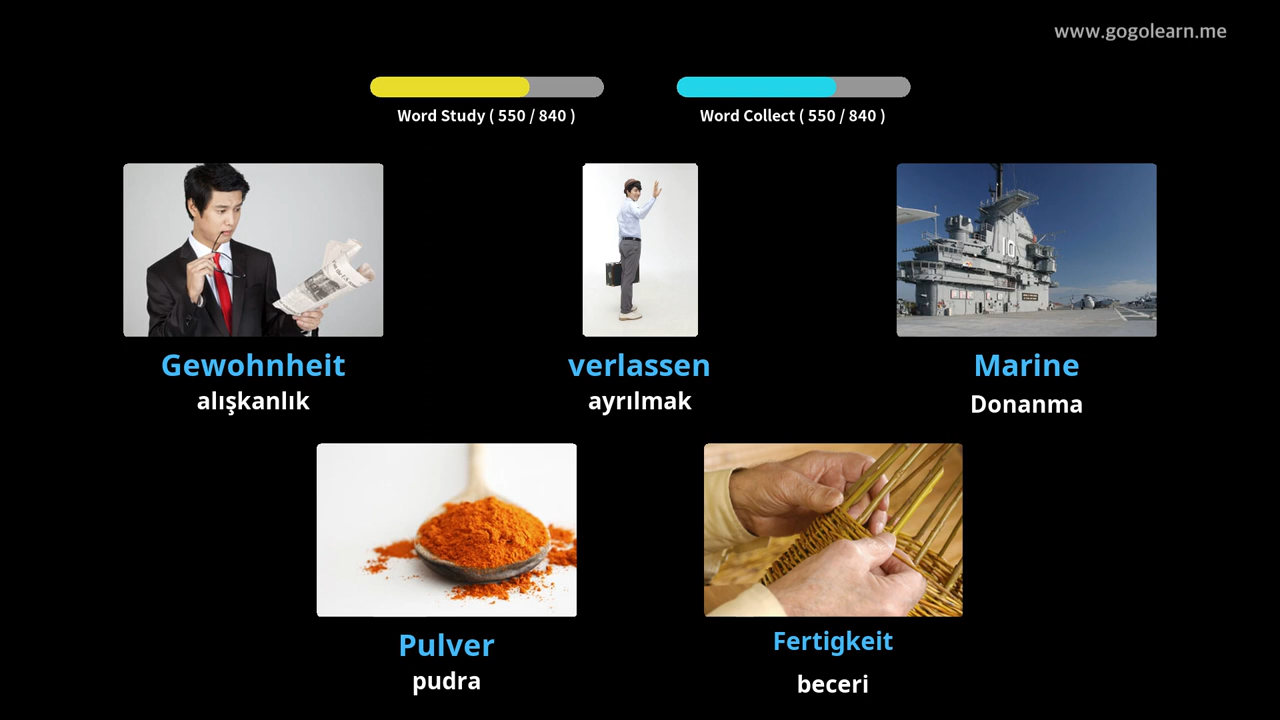 www.gogolearn.me
Word Study ( 550 / 840 )
Word Collect ( 550 / 840 )
Gewohnheit
alışkanlık
verlassen
ayrılmak
Marine
Donanma
Pulver
pudra
Fertigkeit
beceri
16